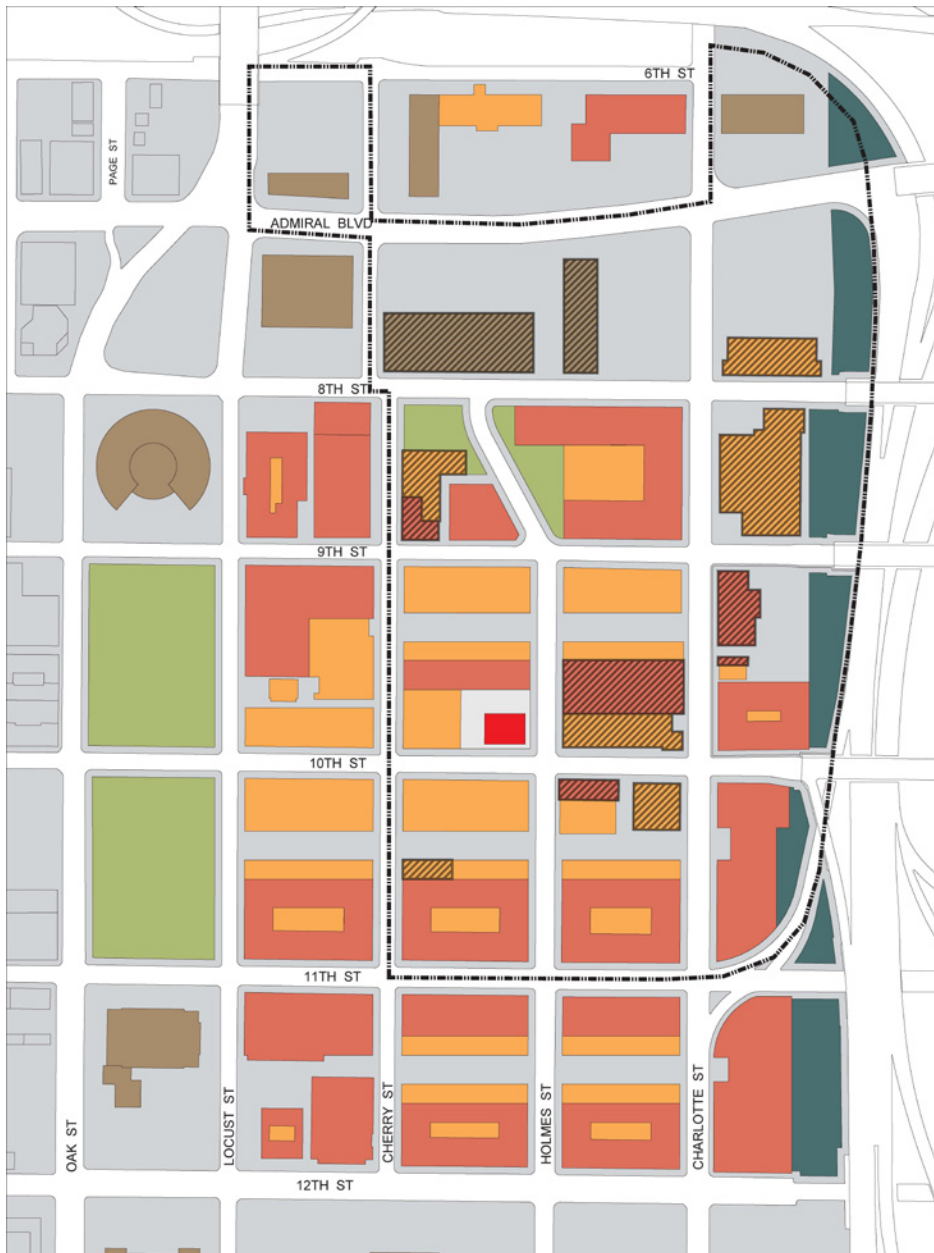 6TH ST
PAGE ST
ADMIRAL BLVD
8TH ST
9TH ST
10TH ST
11TH ST
OAK ST
LOCUST ST
CHERRY ST
HOLMES ST
CHARLOTTE ST
12TH ST